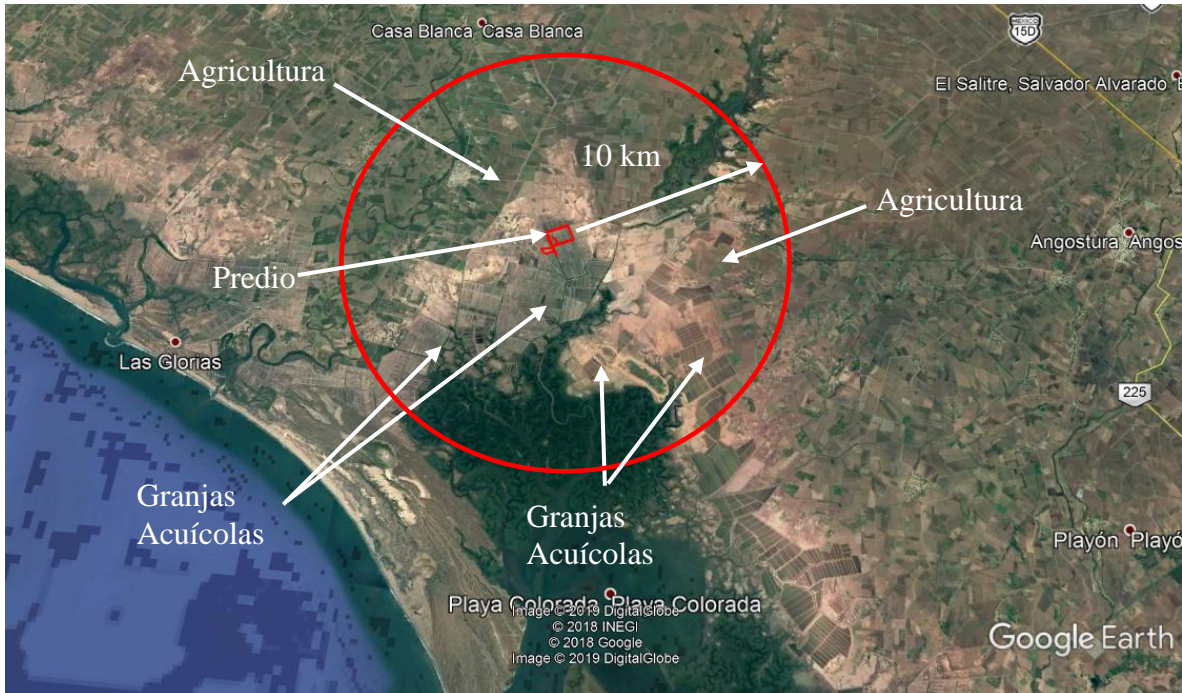 Casa Blanca Casa Blanca
MEXICO
15D
Agricultura
El Salitre, Salvador Alvarado
10 km
Agricultura
Angostura Angos
Predio
Las Glorias
225
Granjas
Acuícolas
Granjas
Acuícolas
Playón Playó
Playa Colorada Playa Colorada
Image © 2019 DigitalGlobe
© 2018 INEGI
© 2018 Google
Image © 2019 DigitalGlobe
Google Earth